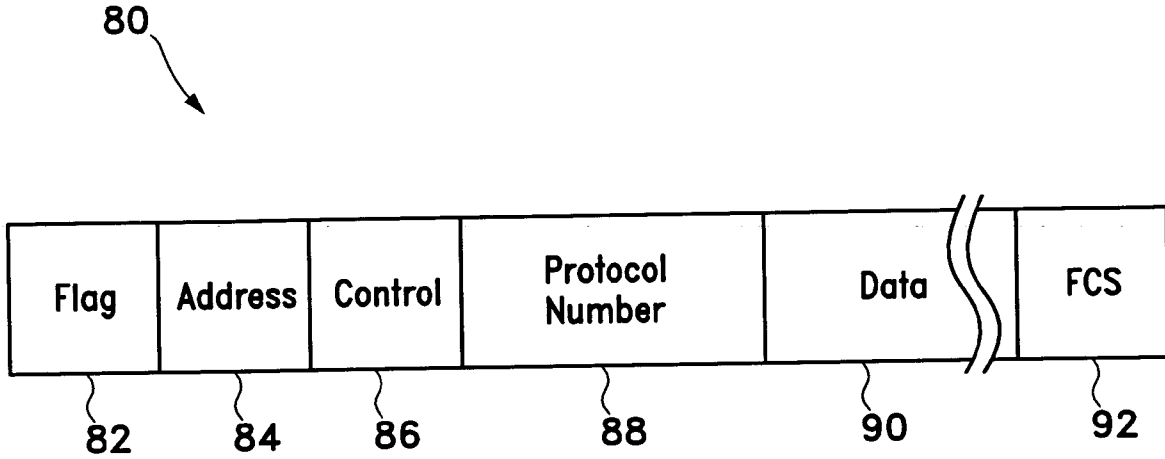 80
Flag
Address
Control
Protocol
Number
Data
FCS
82
84
86
88
90
92